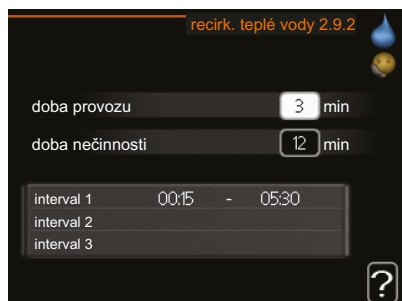 recirk. teplé vody 2.9.2
doba provozu 3 min
doba nečinnosti 12 min
interval 1 00:15 - 05:30
interval 2
interval 3
?